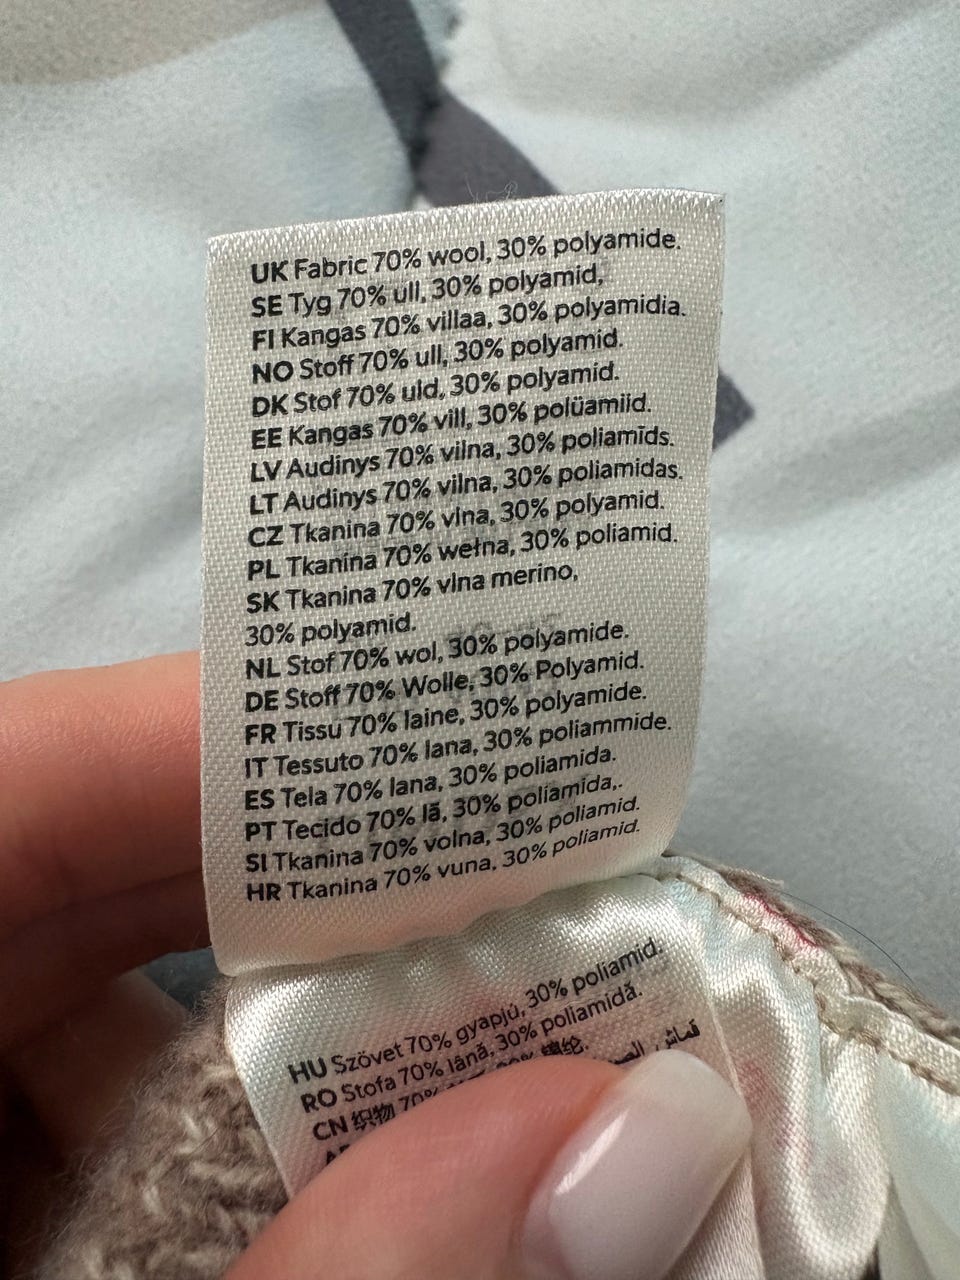 UK Fabric 70% wool, 30% polyamide.
SE Tyg 70% ull, 30% polyamid,
FI Kangas 70% villaa, 30% polyamidia.
NO Stoff 70% ull, 30% polyamid.
DK Stof 70% uld, 30% polyamid.
EE Kangas 70% vill, 30% polüamiid.
LV Audinys 70% vilna, 30% poliamīds.
LT Audinys 70% vilna, 30% poliamidas.
CZ Tkanina 70% vlna, 30% polyamid.
PL Tkanina 70% wełna, 30% poliamid.
SK Tkanina 70% vlna merino,
30% polyamid.
NL Stof 70% wol, 30% polyamide.
DE Stoff 70% Wolle, 30% Polyamid.
FR Tissu 70% laine, 30% polyamide.
IT Tessuto 70% lana, 30% poliammide.
ES Tela 70% lana, 30% poliamida.
PT Tecido 70% lã, 30% poliamida,.
SI Tkanina 70% volna, 30% poliamid.
HR Tkanina 70% vuna, 30% poliamid.
HU Szövet 70% gyapjú, 30% poliamid.
RO Stofa 70% lână, 30% poliamidă.
CN 织物 70%
قماش